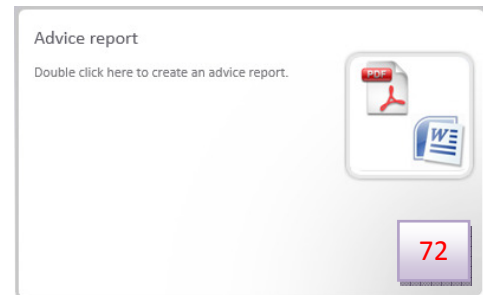 Advice report
Double click here to create an advice report.
PDF
W
72